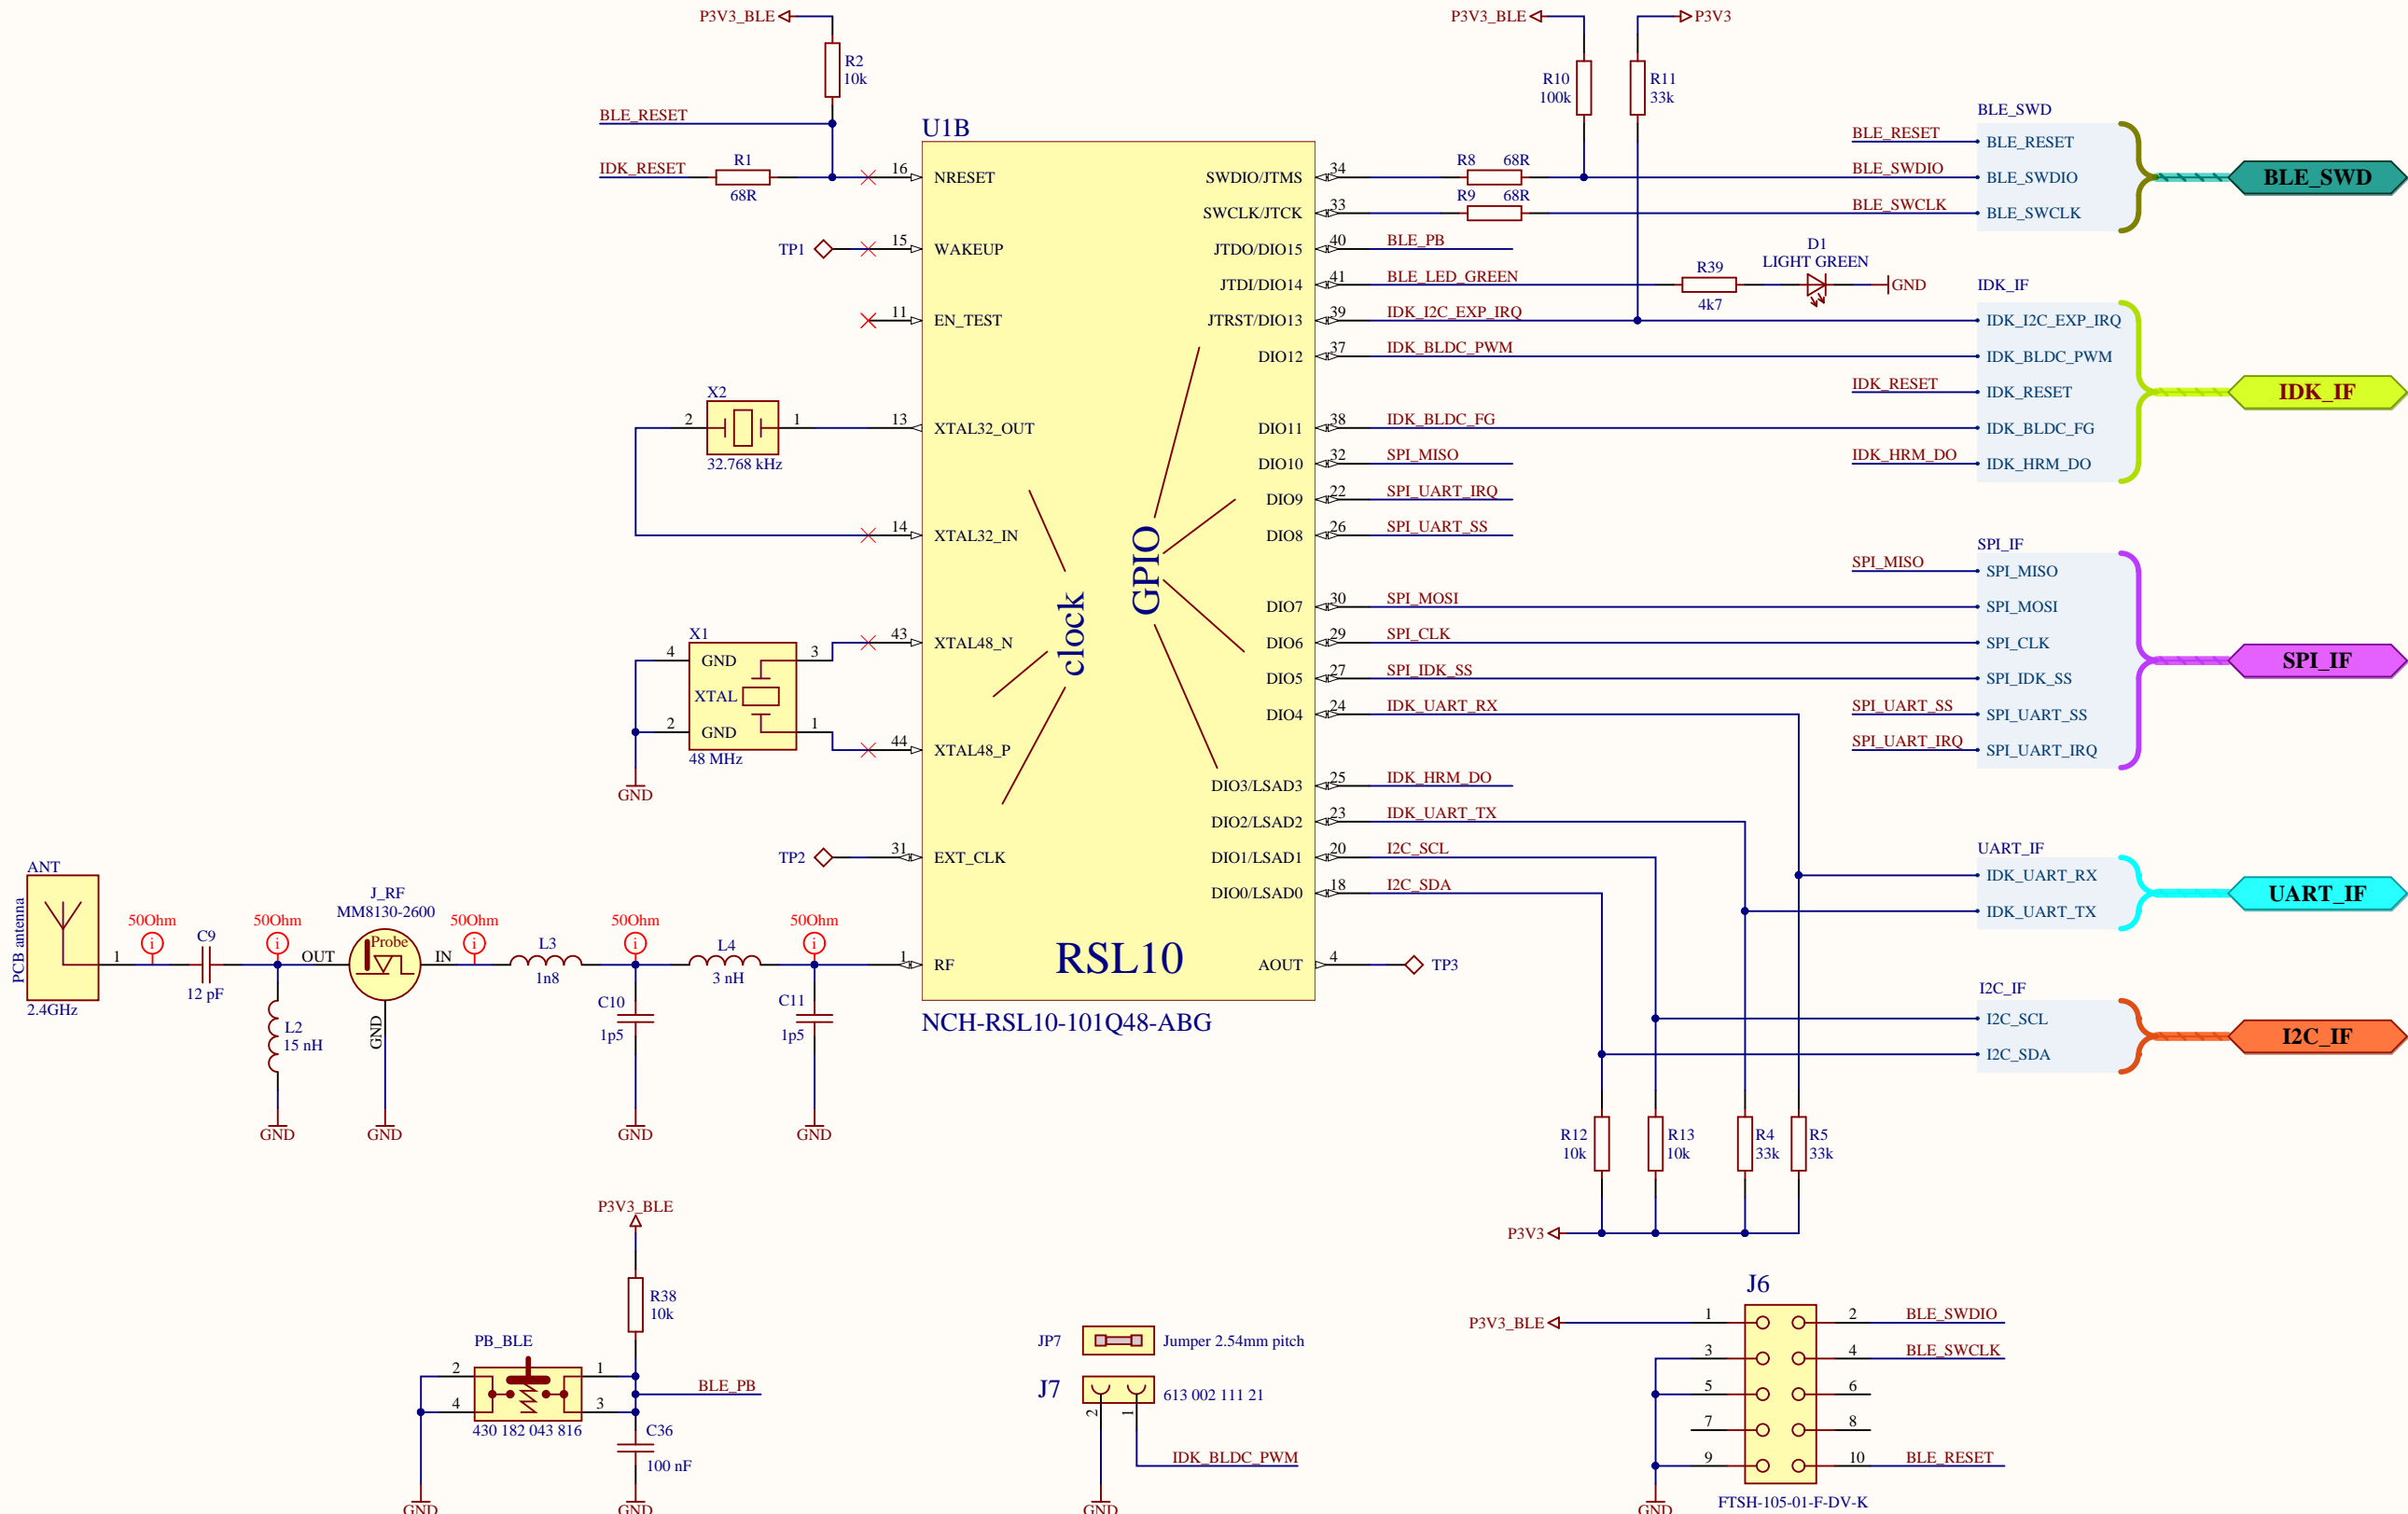 P3V3_BLE
R2
10k
BLE_RESET
IDK_RESET
R1
68R
TP1
X2
2
1
32.768 kHz
X1
4
GND
3
XTAL
2
GND
1
48 MHz
GND
TP2
U1B
16
NRESET
15
WAKEUP
11
EN_TEST
13
XTAL32_OUT
14
XTAL32_IN
43
XTAL48_N
44
XTAL48_P
31
EXT_CLK
1
RF
clock
GPIO
RSL10
NCH-RSL10-101Q48-ABG
SWDIO/JTMS
34
SWCLK/JTCK
33
JTDO/DIO15
40
BLE_PB
JTDI/DIO14
41
BLE_LED_GREEN
JTRST/DIO13
39
IDK_I2C_EXP_IRQ
DIO12
37
IDK_BLDC_PWM
DIO11
38
IDK_BLDC_FG
DIO10
32
SPI_MISO
DIO9
22
SPI_UART_IRQ
DIO8
26
SPI_UART_SS
DIO7
30
SPI_MOSI
DIO6
29
SPI_CLK
DIO5
27
SPI_IDK_SS
DIO4
24
IDK_UART_RX
DIO3/LSAD3
25
IDK_HRM_DO
DIO2/LSAD2
23
IDK_UART_TX
DIO1/LSAD1
20
I2C_SCL
DIO0/LSAD0
18
I2C_SDA
AOUT
4
TP3
P3V3_BLE
P3V3
R10
100k
R11
33k
R8
68R
R9
68R
R39
4k7
D1
LIGHT GREEN
GND
BLE_SWD
BLE_RESET
BLE_RESET
BLE_SWDIO
BLE_SWDIO
BLE_SWCLK
BLE_SWCLK
BLE_SWD
IDK_IF
IDK_I2C_EXP_IRQ
IDK_BLDC_PWM
IDK_RESET
IDK_RESET
IDK_BLDC_FG
IDK_HRM_DO
IDK_HRM_DO
IDK_IF
SPI_IF
SPI_MISO
SPI_MISO
SPI_MOSI
SPI_CLK
SPI_IDK_SS
SPI_UART_SS
SPI_UART_SS
SPI_UART_IRQ
SPI_UART_IRQ
SPI_IF
UART_IF
IDK_UART_RX
IDK_UART_TX
UART_IF
I2C_IF
I2C_SCL
I2C_SDA
I2C_IF
R12
10k
R13
10k
R4
33k
R5
33k
P3V3
ANT
PCB antenna
2.4GHz
1
50Ohm
i
C9
12 pF
50Ohm
i
L2
15 nH
GND
J_RF
MM8130-2600
OUT
Probe
IN
GND
GND
50Ohm
i
L3
1n8
50Ohm
i
C10
1p5
GND
L4
3 nH
50Ohm
i
C11
1p5
GND
P3V3_BLE
R38
10k
PB_BLE
2
1
4
3
430 182 043 816
BLE_PB
C36
100 nF
GND
GND
JP7
Jumper 2.54mm pitch
J7
613 002 111 21
2
1
IDK_BLDC_PWM
GND
J6
P3V3_BLE
1
2
BLE_SWDIO
3
4
BLE_SWCLK
5
6
7
8
9
10
BLE_RESET
GND
FTSH-105-01-F-DV-K